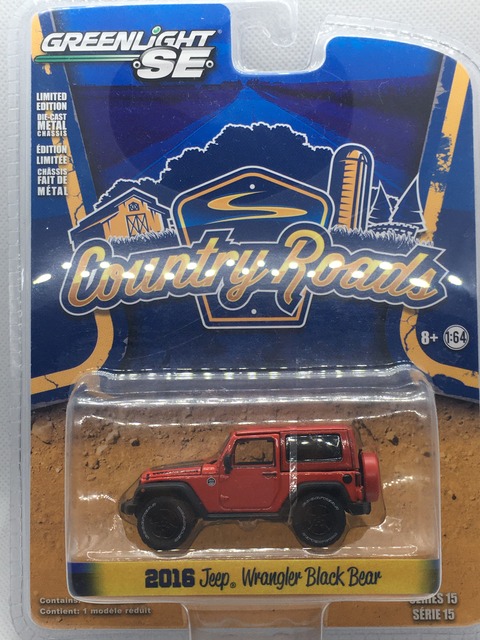 GREENLIGHT
SE
LIMITED
EDITION
DIE-CAST
METAL
CHASSIS
ÉDITION
LIMITÉE
CHÂSSIS
FAIT DE
MÉTAL
Country Roads
8+ 1:64
2016 Jeep® Wrangler Black Bear
Contains:
Contient: 1 modèle réduit
SERIES 15
SÉRIE 15